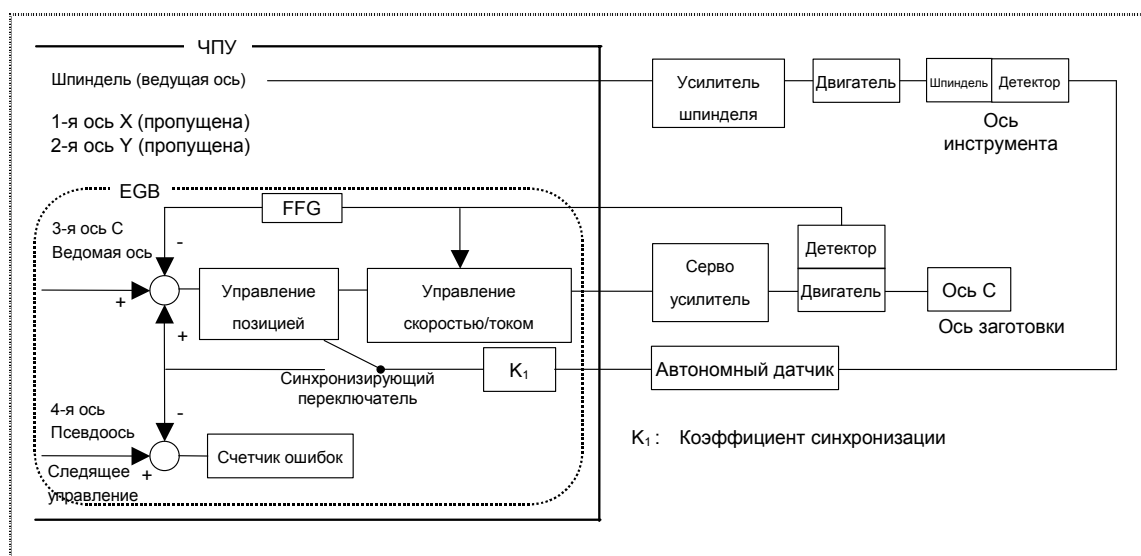 ЧПУ
Шпиндель (ведущая ось)
Усилитель
шпинделя
Двигатель
Шпиндель
Детектор
Ось
инструмента
1-я ось X (пропущена)
2-я ось Y (пропущена)
EGB
FFG
3-я ось C
Ведомая ось
-
+
+
Управление
позицией
Управление
скоростью/током
Серво
усилитель
Детектор
Двигатель
Ось C
Ось заготовки
Синхронизирующий
переключатель
K₁
Автономный датчик
4-я ось
Псевдоось
-
+
Счетчик ошибок
Следящее
управление
K₁ : Коэффициент синхронизации